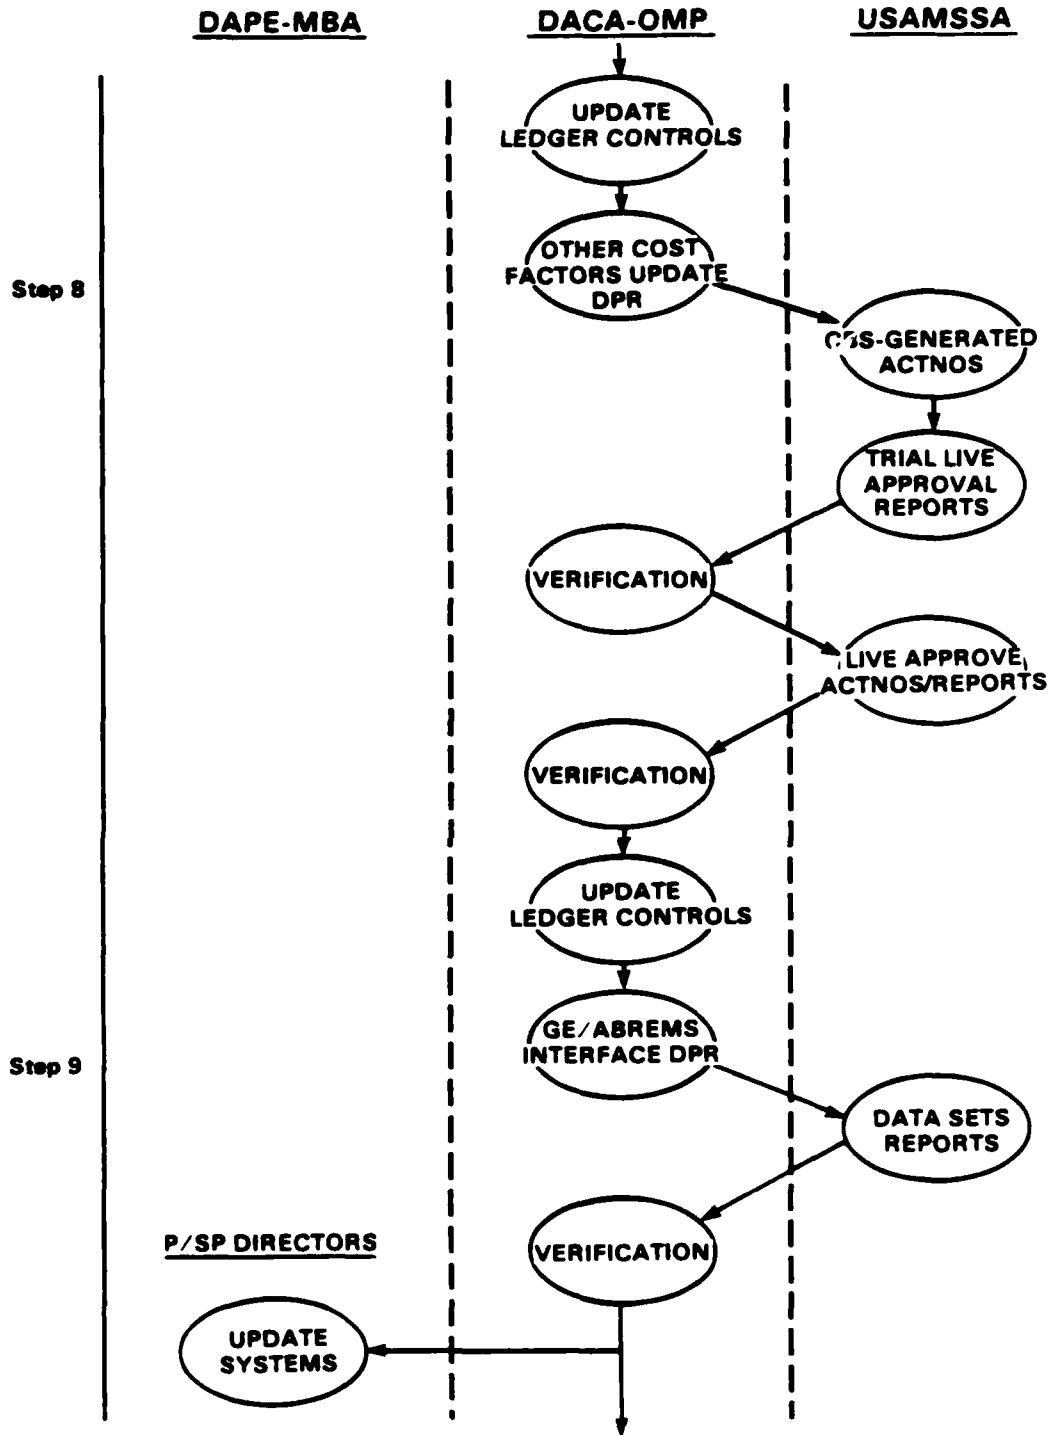 DAPE-MBA
DACA-OMP
USAMSSA
UPDATE
LEDGER CONTROLS
OTHER COST
FACTORS UPDATE
DPR
Step 8
CBS-GENERATED
ACTNOS
TRIAL LIVE
APPROVAL
REPORTS
VERIFICATION
LIVE APPROVE
ACTNOS/REPORTS
VERIFICATION
UPDATE
LEDGER CONTROLS
GE/ABREMS
INTERFACE DPR
Step 9
DATA SETS
REPORTS
VERIFICATION
P/SP DIRECTORS
UPDATE
SYSTEMS